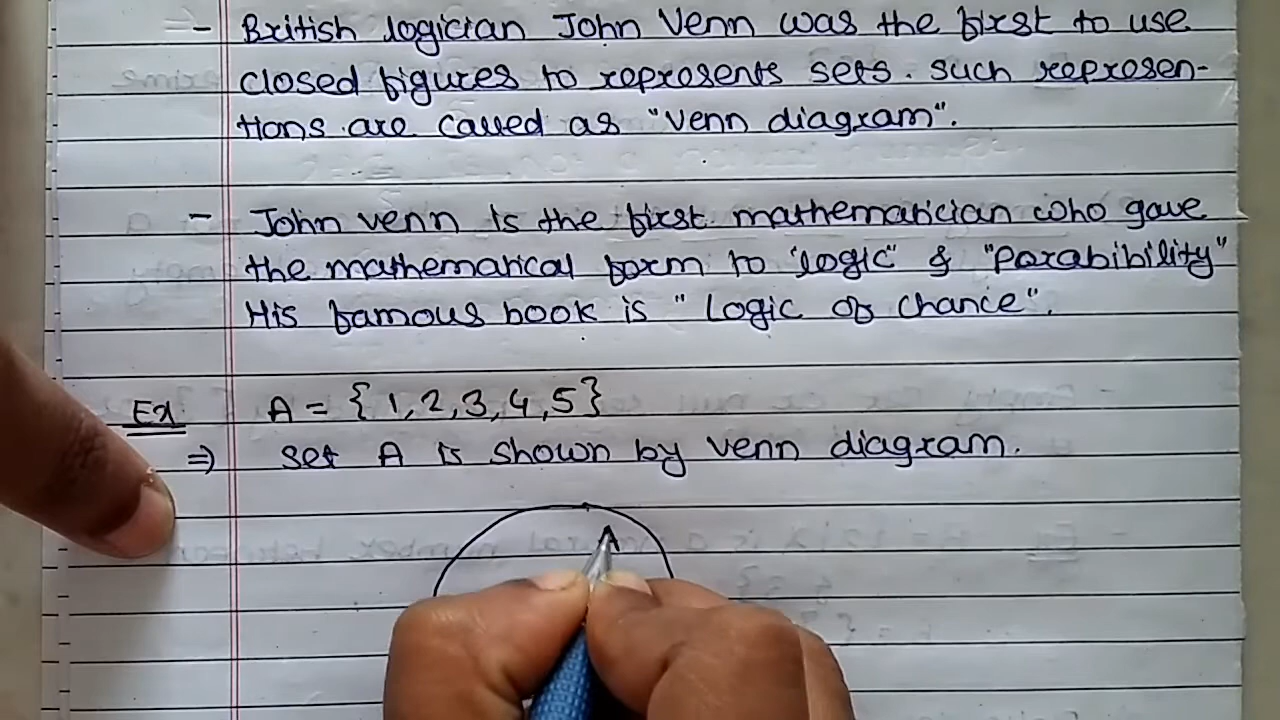 - British logician John Venn was the first to use
closed figures to represents sets. such represen-
tions are called as "Venn diagram".
- John venn is the first mathematician who gave
the mathematical form to 'logic" & "Parabibility"
His famous book is "Logic of Chance".
Ex A = { 1, 2, 3, 4, 5 }
⇒ set A is shown by venn diagram.
A